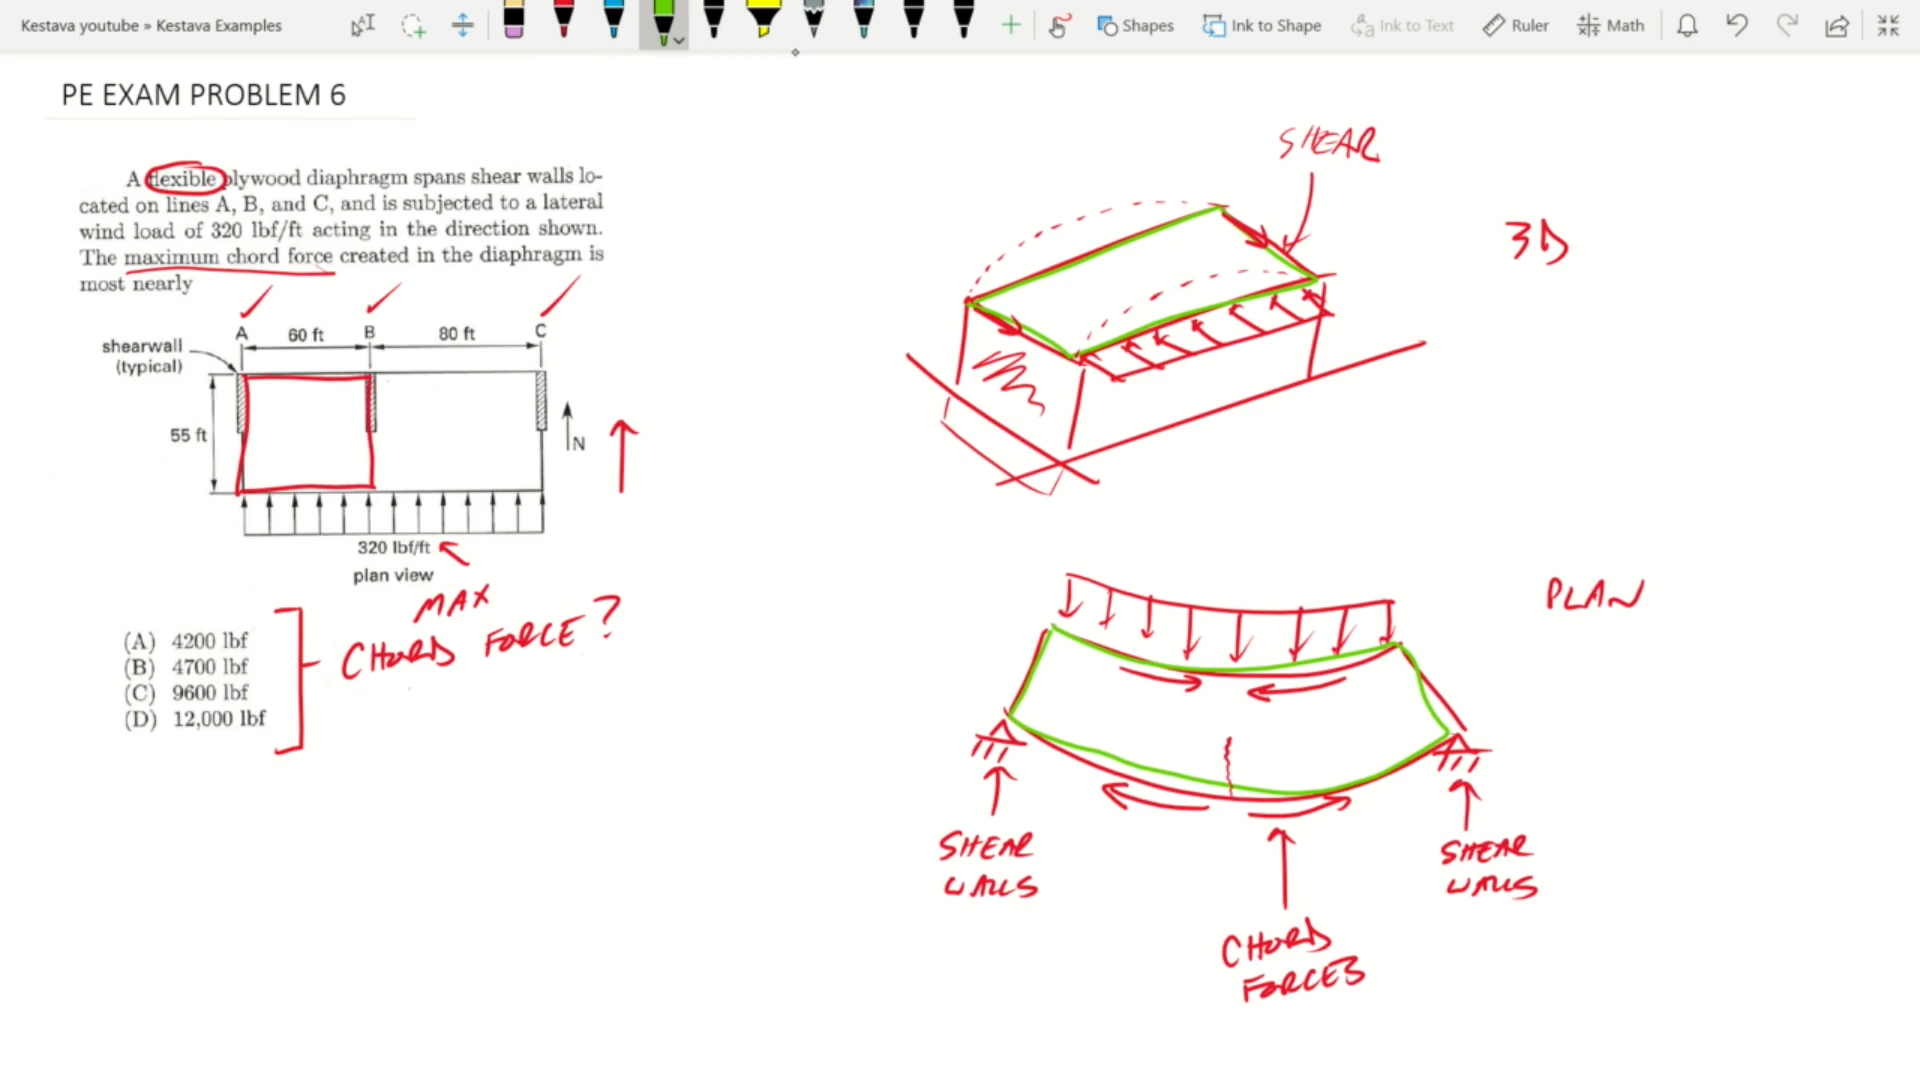 Kestava youtube » Kestava Examples
Shapes
Ink to Shape
Ink to Text
Ruler
Math
PE EXAM PROBLEM 6
A flexible plywood diaphragm spans shear walls lo-
cated on lines A, B, and C, and is subjected to a lateral
wind load of 320 lbf/ft acting in the direction shown.
The maximum chord force created in the diaphragm is
most nearly
A
60 ft
B
80 ft
C
shearwall
(typical)
55 ft
N
320 lbf/ft
plan view
(A) 4200 lbf
(B) 4700 lbf
(C) 9600 lbf
(D) 12,000 lbf
MAX
CHORD FORCE?
SHEAR
3D
PLAN
SHEAR
WALLS
SHEAR
WALLS
CHORD
FORCES